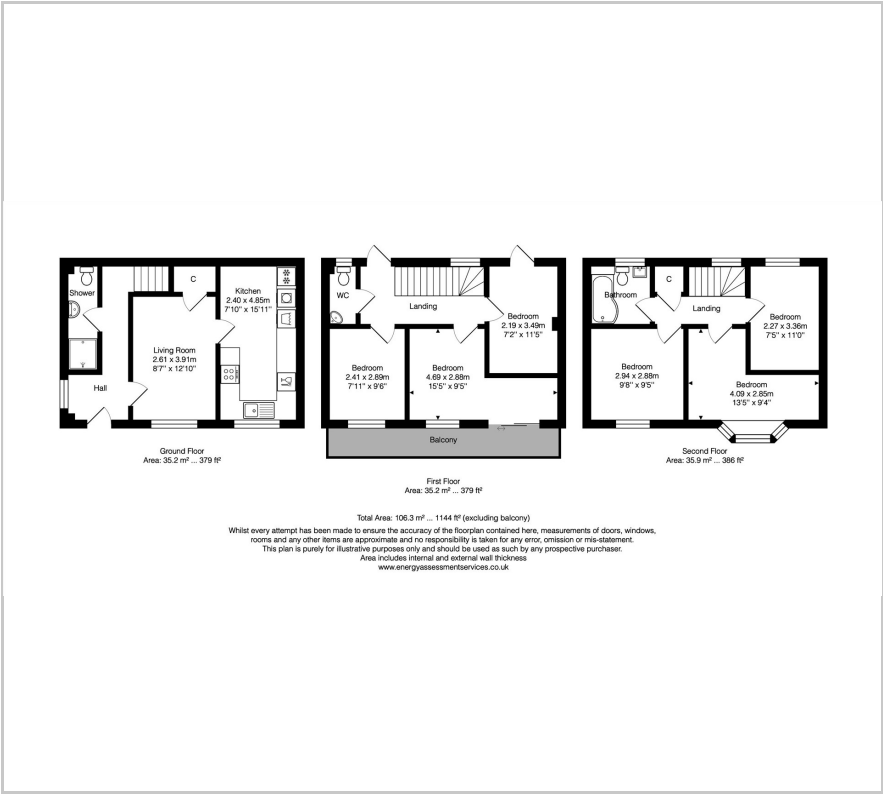 Shower
C
Kitchen
2.40 x 4.85m
7'10" x 15'11"
Living Room
2.61 x 3.91m
8'7" x 12'10"
Hall
Ground Floor
Area: 35.2 m² ... 379 ft²
WC
Landing
Bedroom
2.19 x 3.49m
7'2" x 11'5"
Bedroom
2.41 x 2.89m
7'11" x 9'6"
Bedroom
4.69 x 2.88m
15'5" x 9'5"
Balcony
First Floor
Area: 35.2 m² ... 379 ft²
Bathroom
C
Landing
Bedroom
2.27 x 3.36m
7'5" x 11'0"
Bedroom
2.94 x 2.88m
9'8" x 9'5"
Bedroom
4.09 x 2.85m
13'5" x 9'4"
Second Floor
Area: 35.9 m² ... 386 ft²
Total Area: 106.3 m² ... 1144 ft² (excluding balcony)
Whilst every attempt has been made to ensure the accuracy of the floorplan contained here, measurements of doors, windows,
rooms and any other items are approximate and no responsibility is taken for any error, omission or mis-statement.
This plan is purely for illustrative purposes only and should be used as such by any prospective purchaser.
Area includes internal and external wall thickness
www.energyassessmentservices.co.uk